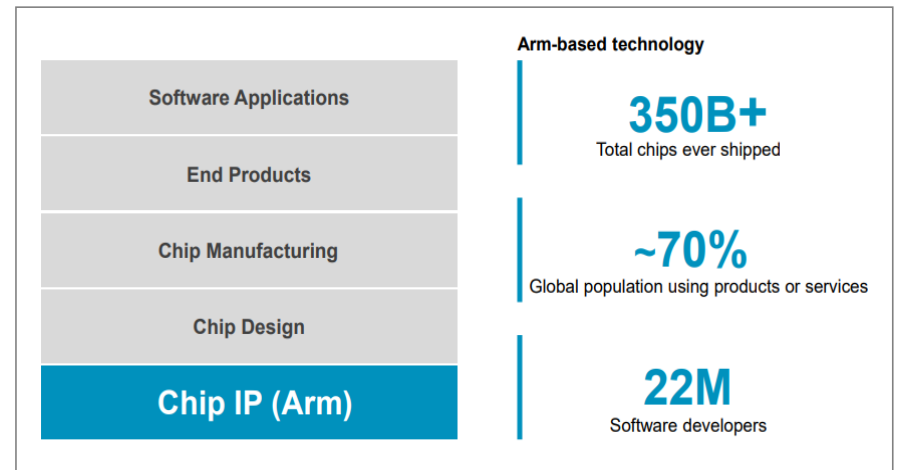 Software Applications
End Products
Chip Manufacturing
Chip Design
Chip IP (Arm)
Arm-based technology
350B+
Total chips ever shipped
~70%
Global population using products or services
22M
Software developers